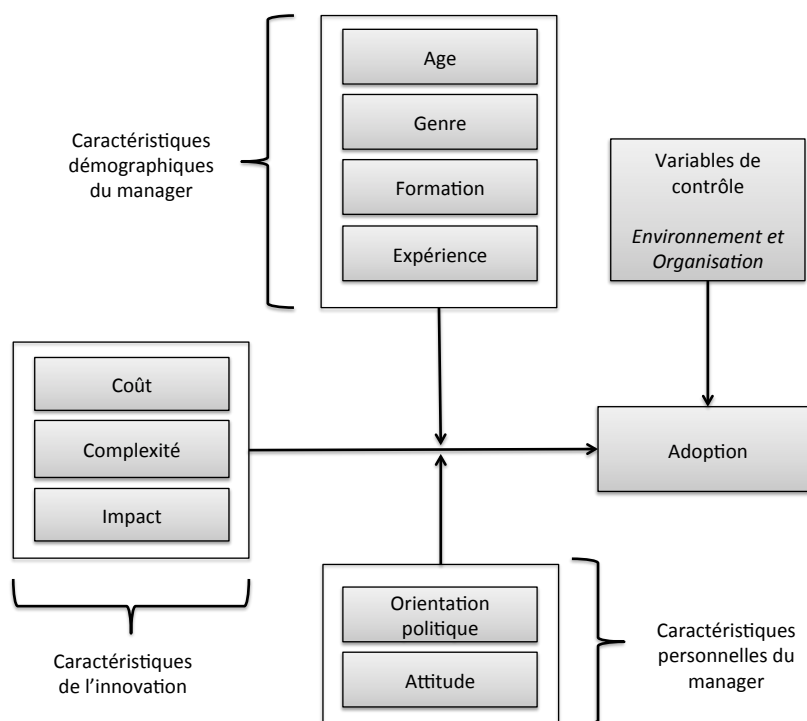 Age
Genre
Formation
Expérience
Caractéristiques
démographiques
du manager
Variables de
contrôle
Environnement et
Organisation
Coût
Complexité
Impact
Adoption
Caractéristiques
de l’innovation
Orientation
politique
Attitude
Caractéristiques
personnelles du
manager